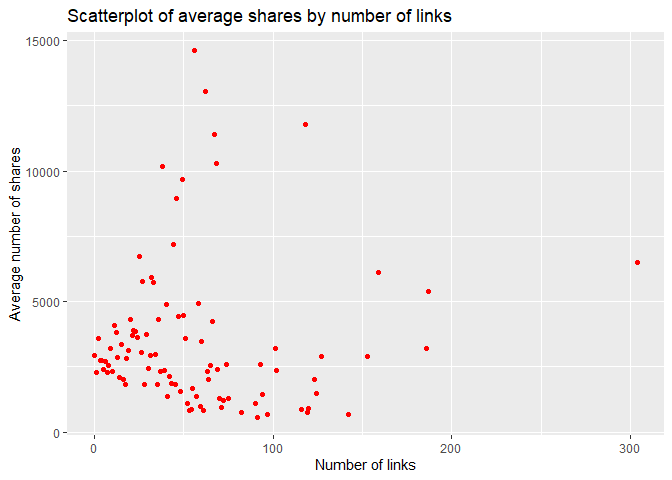 Scatterplot of average shares by number of links
15000
10000
5000
0
Average number of shares
0 100 200 300
Number of links